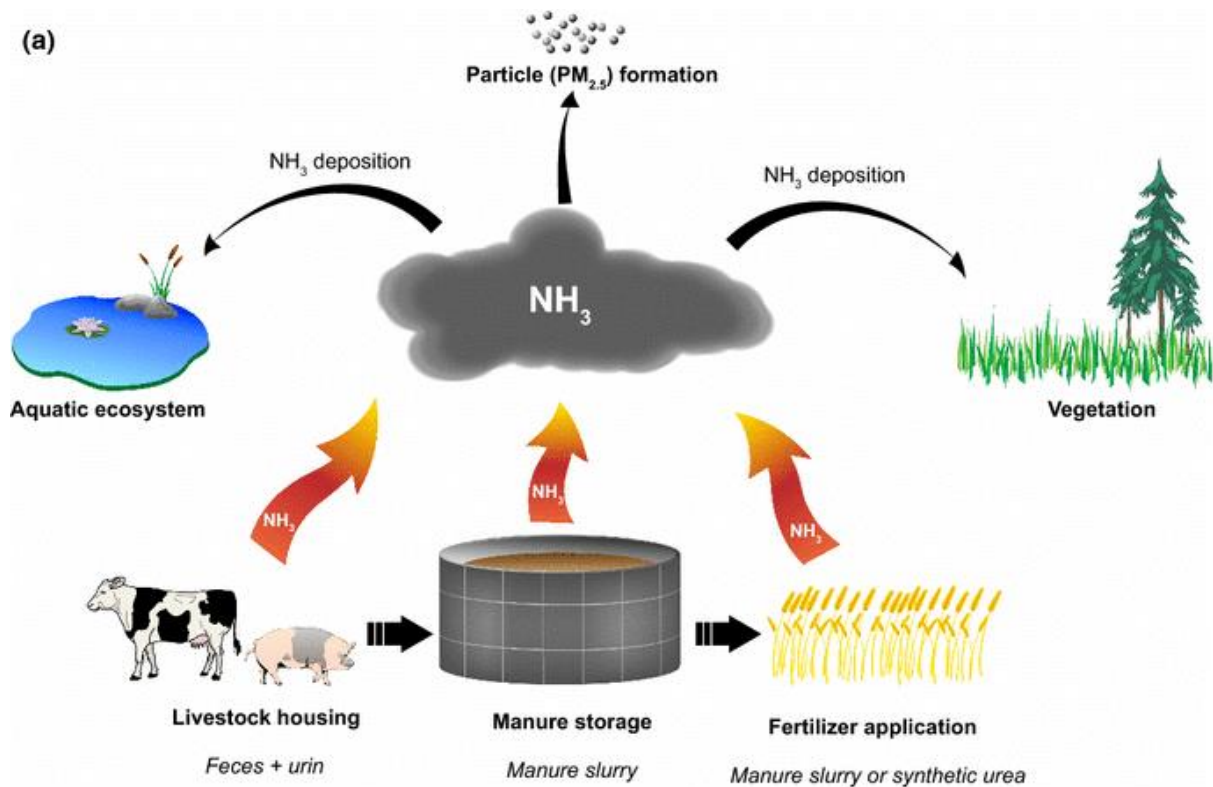 (a)
Particle (PM2.5) formation
NH3 deposition
NH3 deposition
NH3
Aquatic ecosystem
Vegetation
NH3
NH3
NH3
Livestock housing
Manure storage
Fertilizer application
Feces + urin
Manure slurry
Manure slurry or synthetic urea